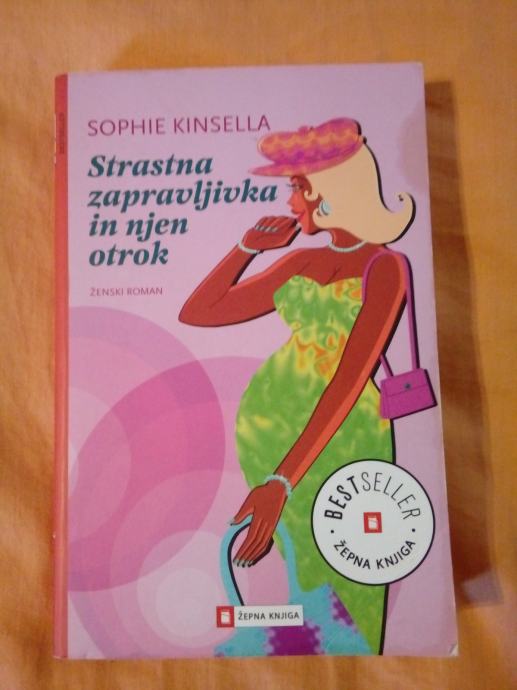 SOPHIE KINSELLA
Strastna
zapravljivka
in njen
otrok
ŽENSKI ROMAN
BESTSELLER
ŽEPNA KNJIGA
ŽEPNA KNJIGA